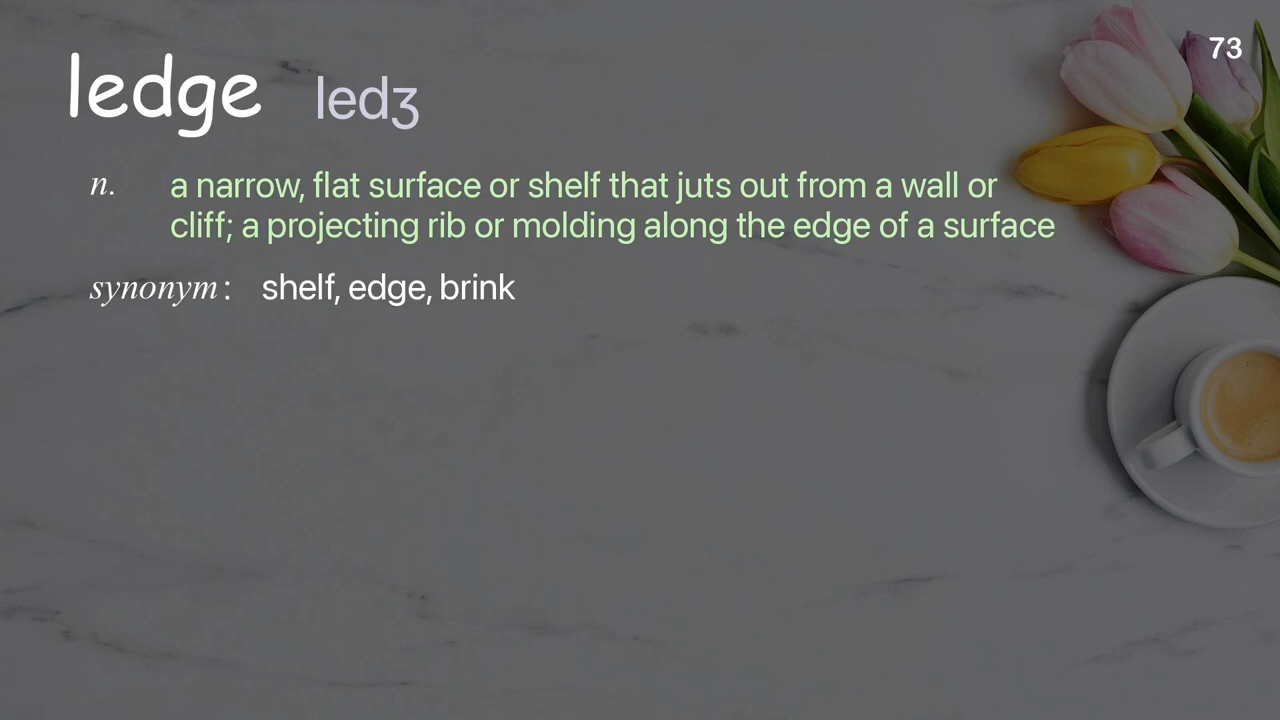 73
ledge ledʒ
n. a narrow, flat surface or shelf that juts out from a wall or
cliff; a projecting rib or molding along the edge of a surface
synonym: shelf, edge, brink